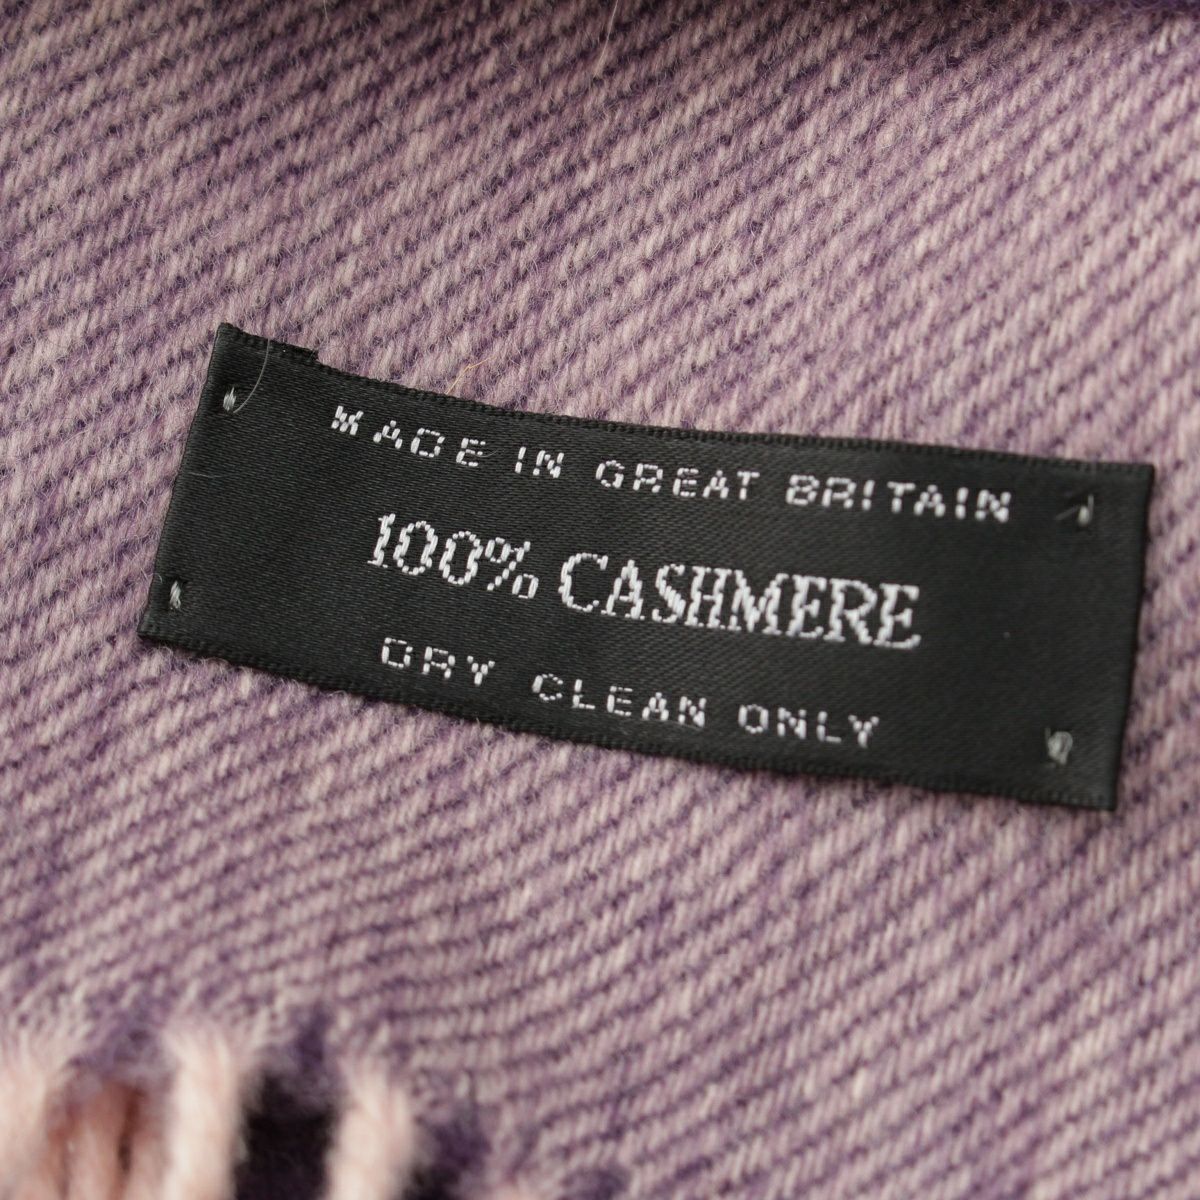 MADE IN GREAT BRITAIN
100% CASHMERE
DRY CLEAN ONLY